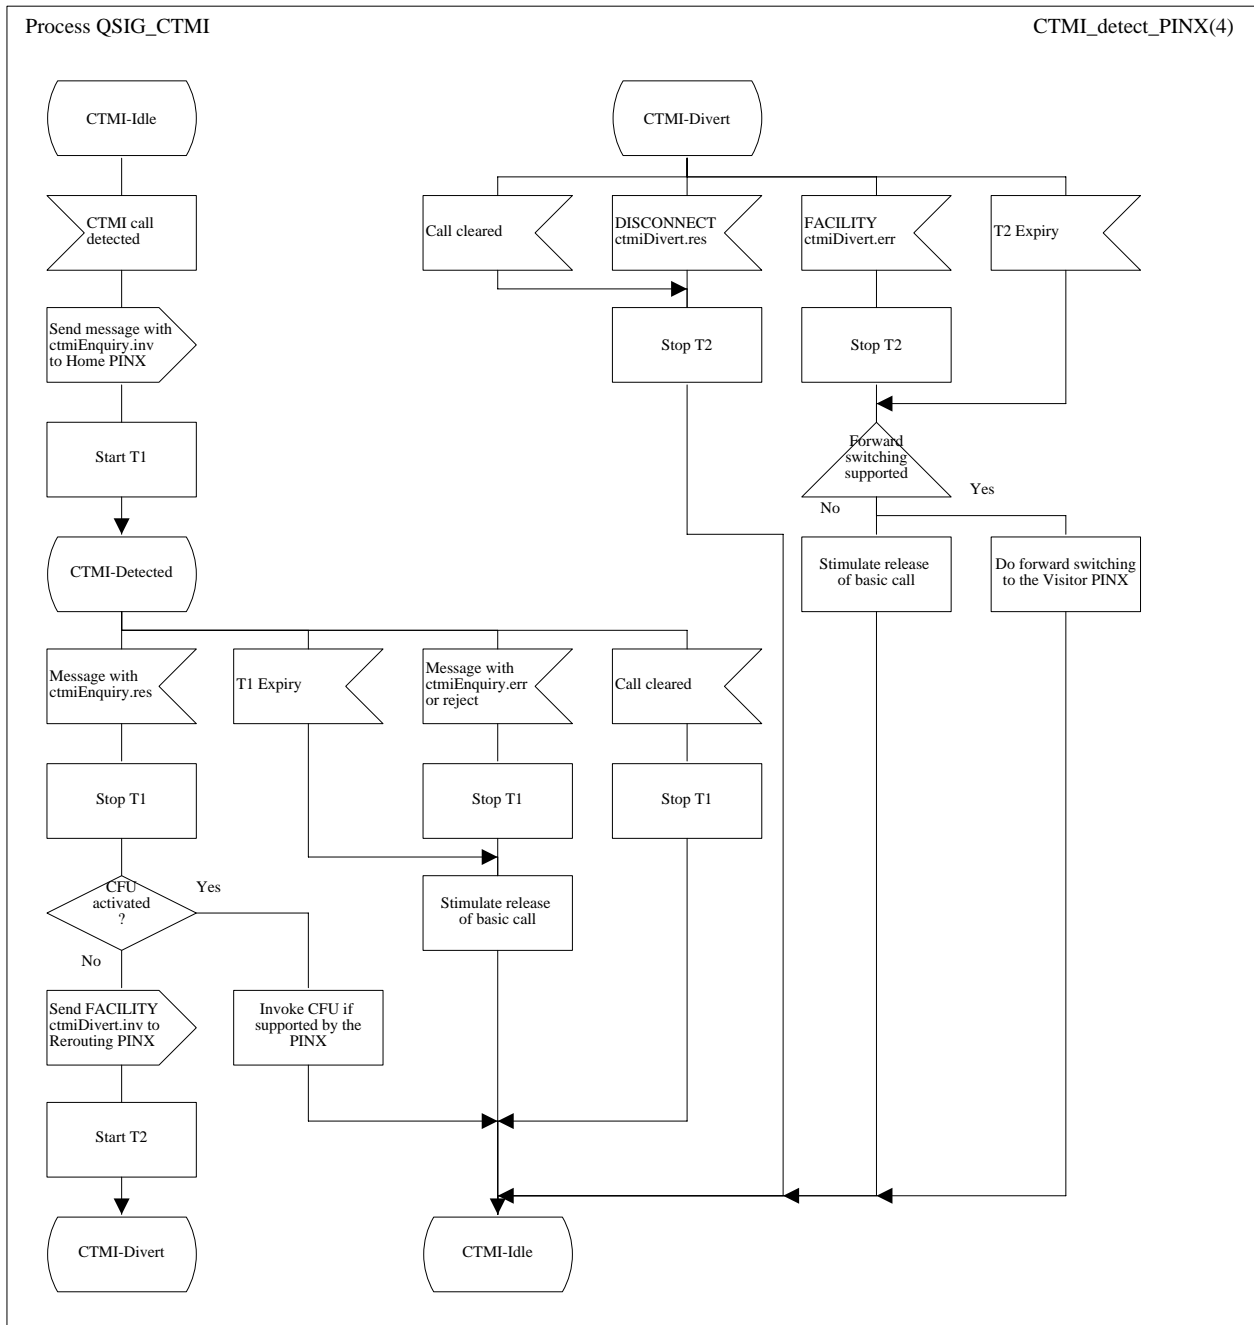 Process QSIG_CTMI
CTMI_detect_PINX(4)
CTMI-Idle
CTMI-Divert
CTMI call
detected
Call cleared
DISCONNECT
ctmiDivert.res
FACILITY
ctmiDivert.err
T2 Expiry
Send message with
ctmiEnquiry.inv
to Home PINX
Stop T2
Stop T2
Start T1
Forward
switching
supported
No
Yes
CTMI-Detected
Stimulate release
of basic call
Do forward switching
to the Visitor PINX
Message with
ctmiEnquiry.res
T1 Expiry
Message with
ctmiEnquiry.err
or reject
Call cleared
Stop T1
Stop T1
Stop T1
CFU
activated
?
Yes
No
Stimulate release
of basic call
Send FACILITY
ctmiDivert.inv to
Rerouting PINX
Invoke CFU if
supported by the
PINX
Start T2
CTMI-Divert
CTMI-Idle